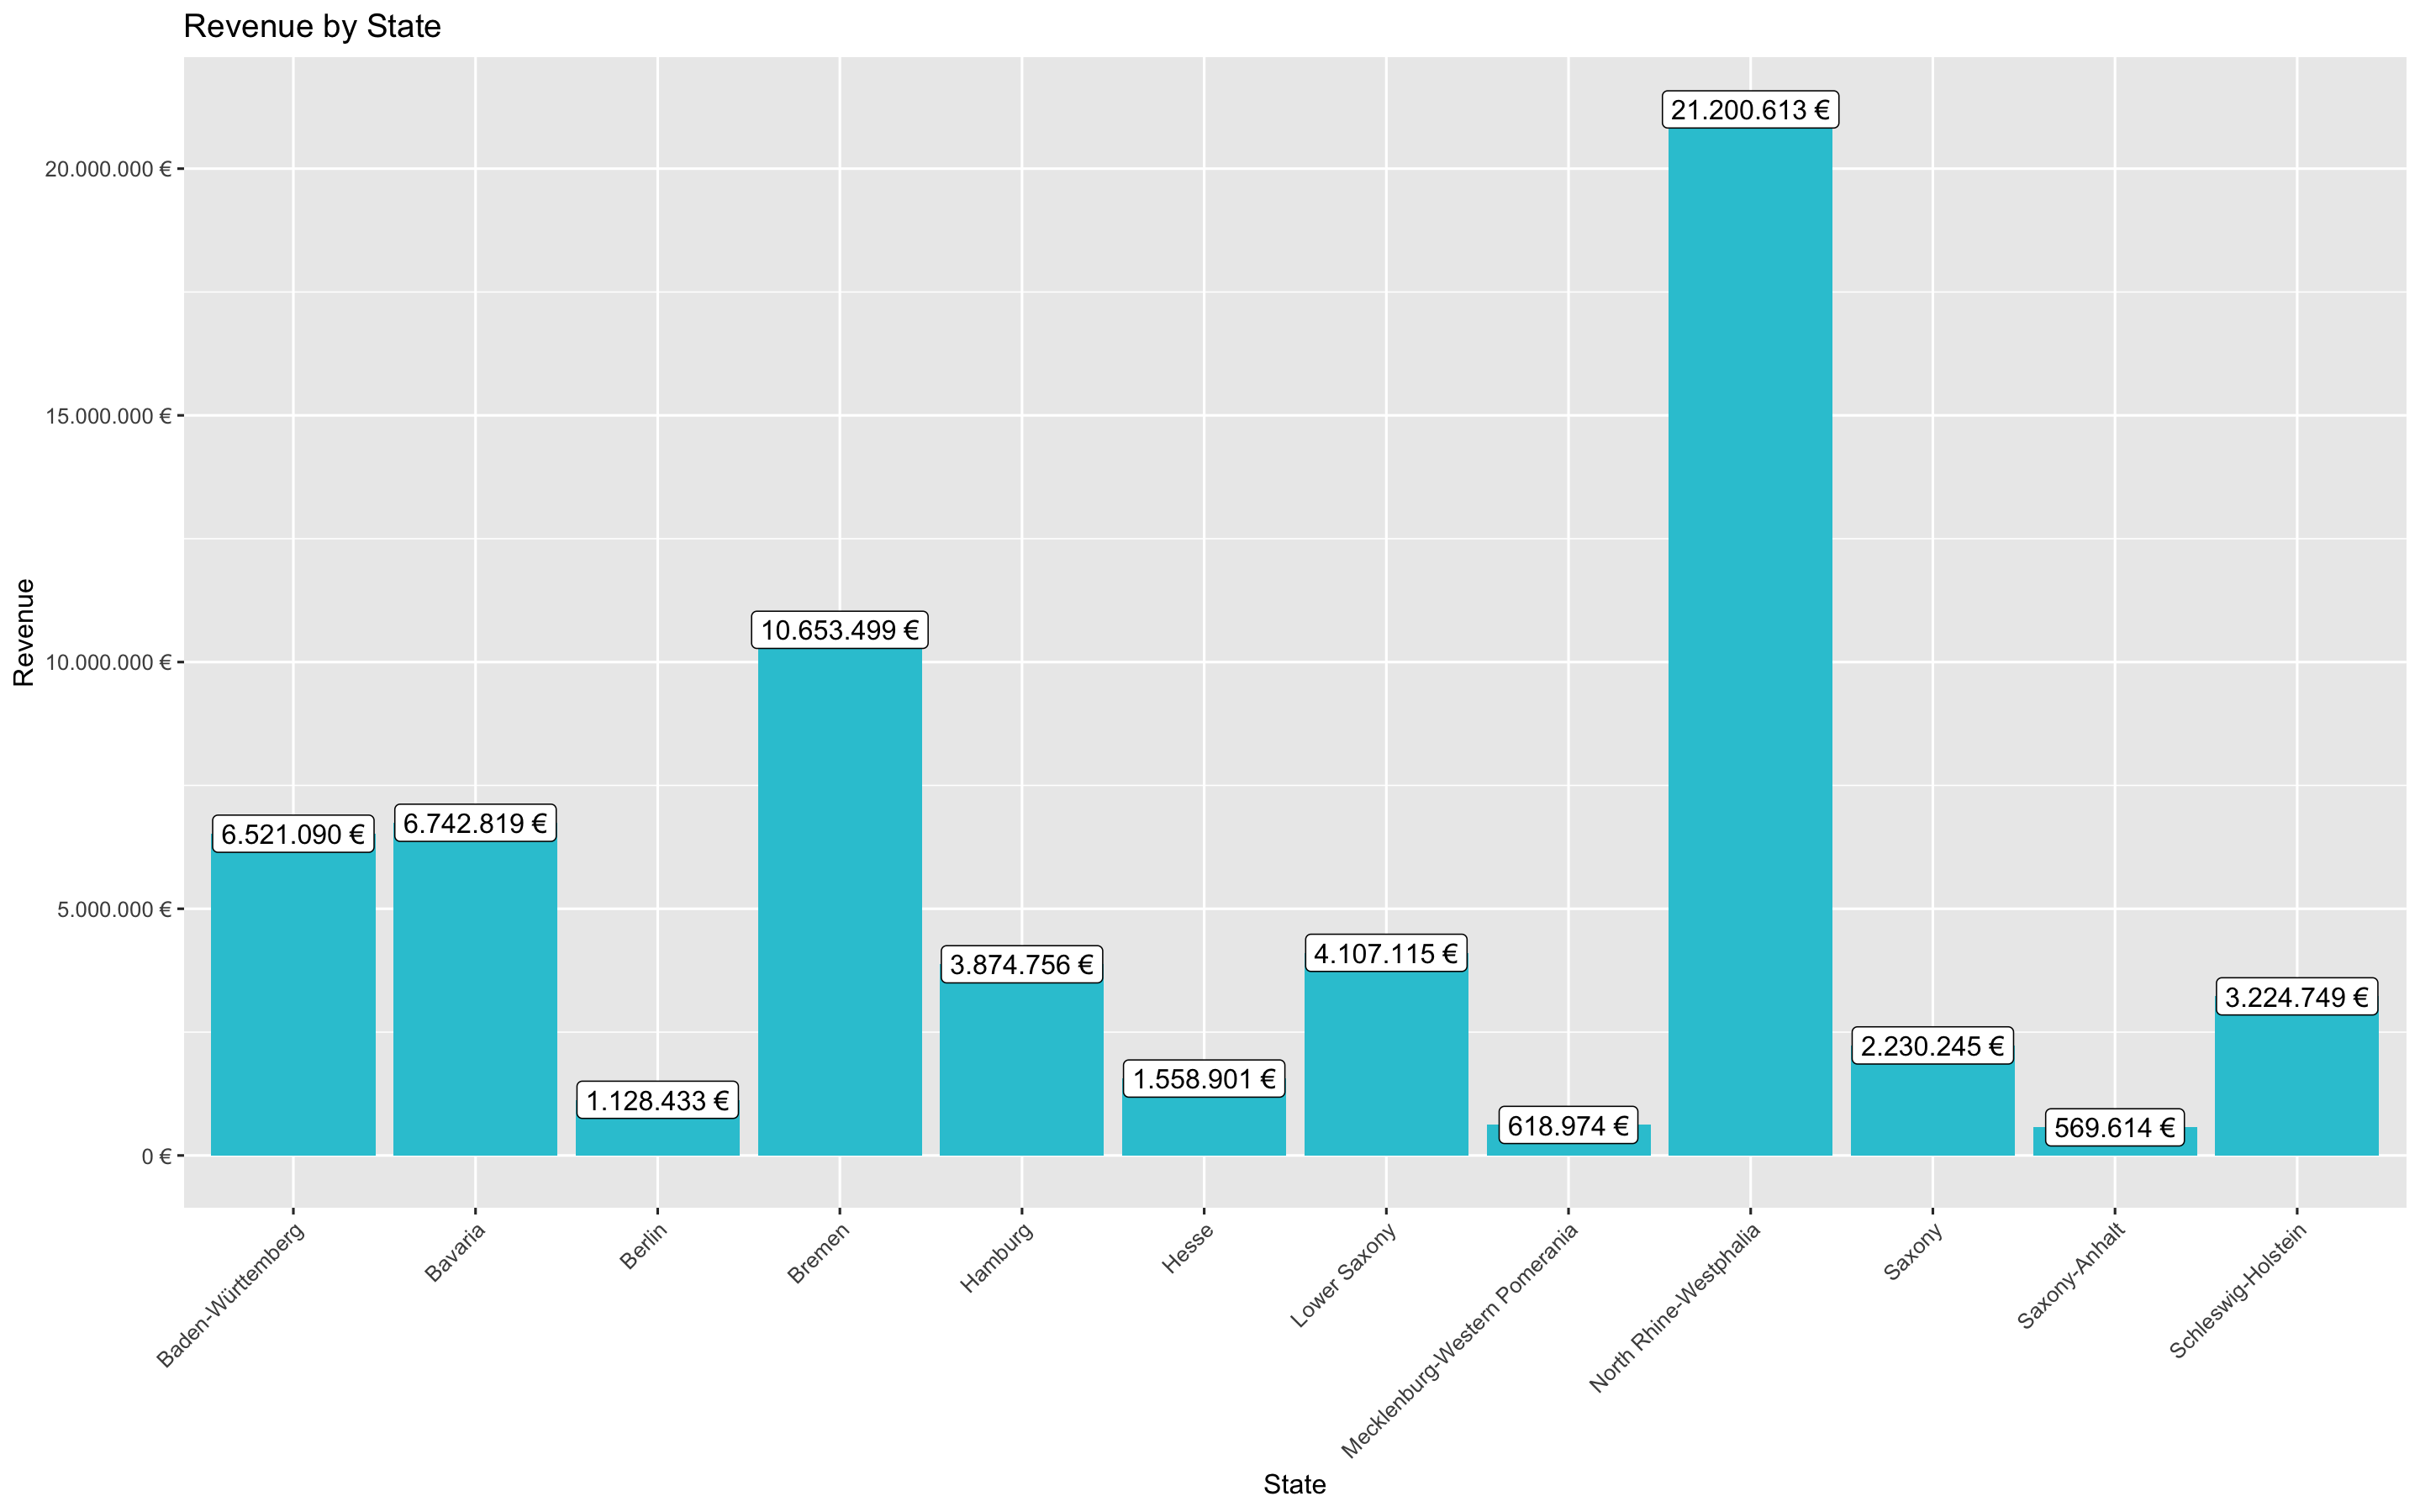 Revenue by State
Revenue
20.000.000 €
15.000.000 €
10.000.000 €
5.000.000 €
0 €
6.521.090 €
6.742.819 €
1.128.433 €
10.653.499 €
3.874.756 €
1.558.901 €
4.107.115 €
618.974 €
21.200.613 €
2.230.245 €
569.614 €
3.224.749 €
Baden-Württemberg
Bavaria
Berlin
Bremen
Hamburg
Hesse
Lower Saxony
Mecklenburg-Western Pomerania
North Rhine-Westphalia
Saxony
Saxony-Anhalt
Schleswig-Holstein
State